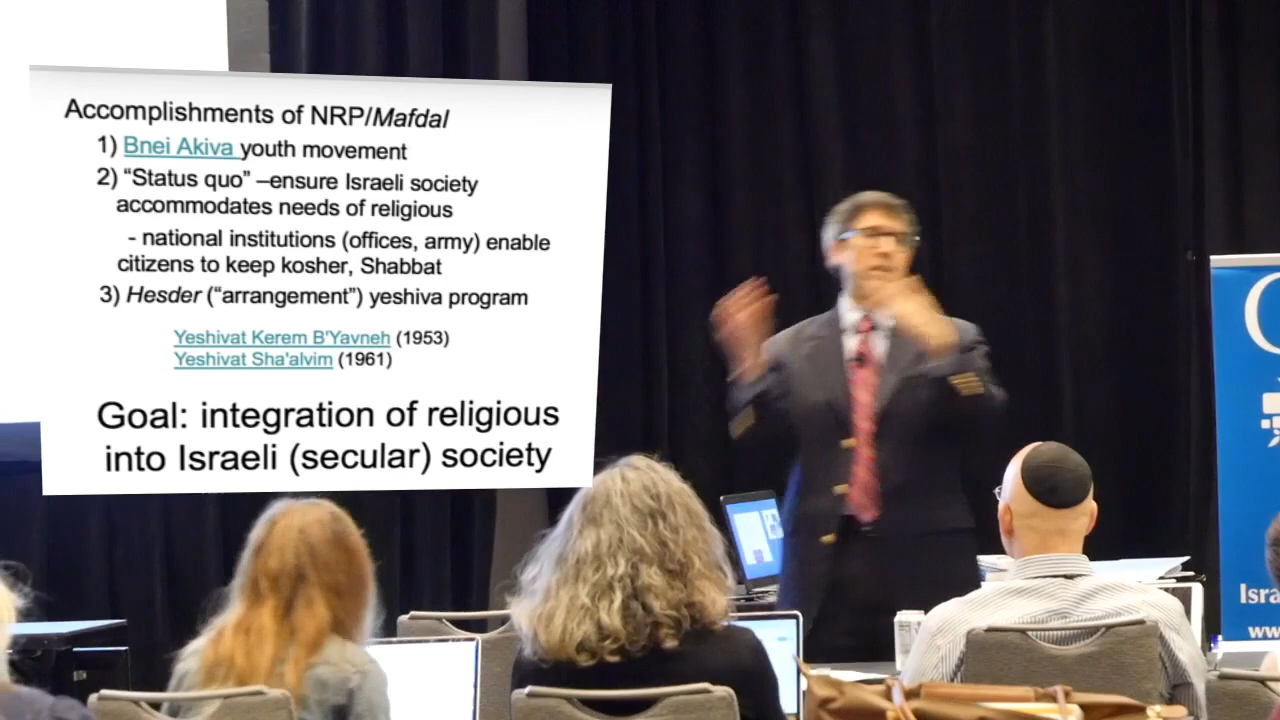 Accomplishments of NRP/Mafdal
1) Bnei Akiva youth movement
2) “Status quo” –ensure Israeli society
accommodates needs of religious
- national institutions (offices, army) enable
citizens to keep kosher, Shabbat
3) Hesder (“arrangement”) yeshiva program
Yeshivat Kerem B'Yavneh (1953)
Yeshivat Sha'alvim (1961)
Goal: integration of religious
into Israeli (secular) society